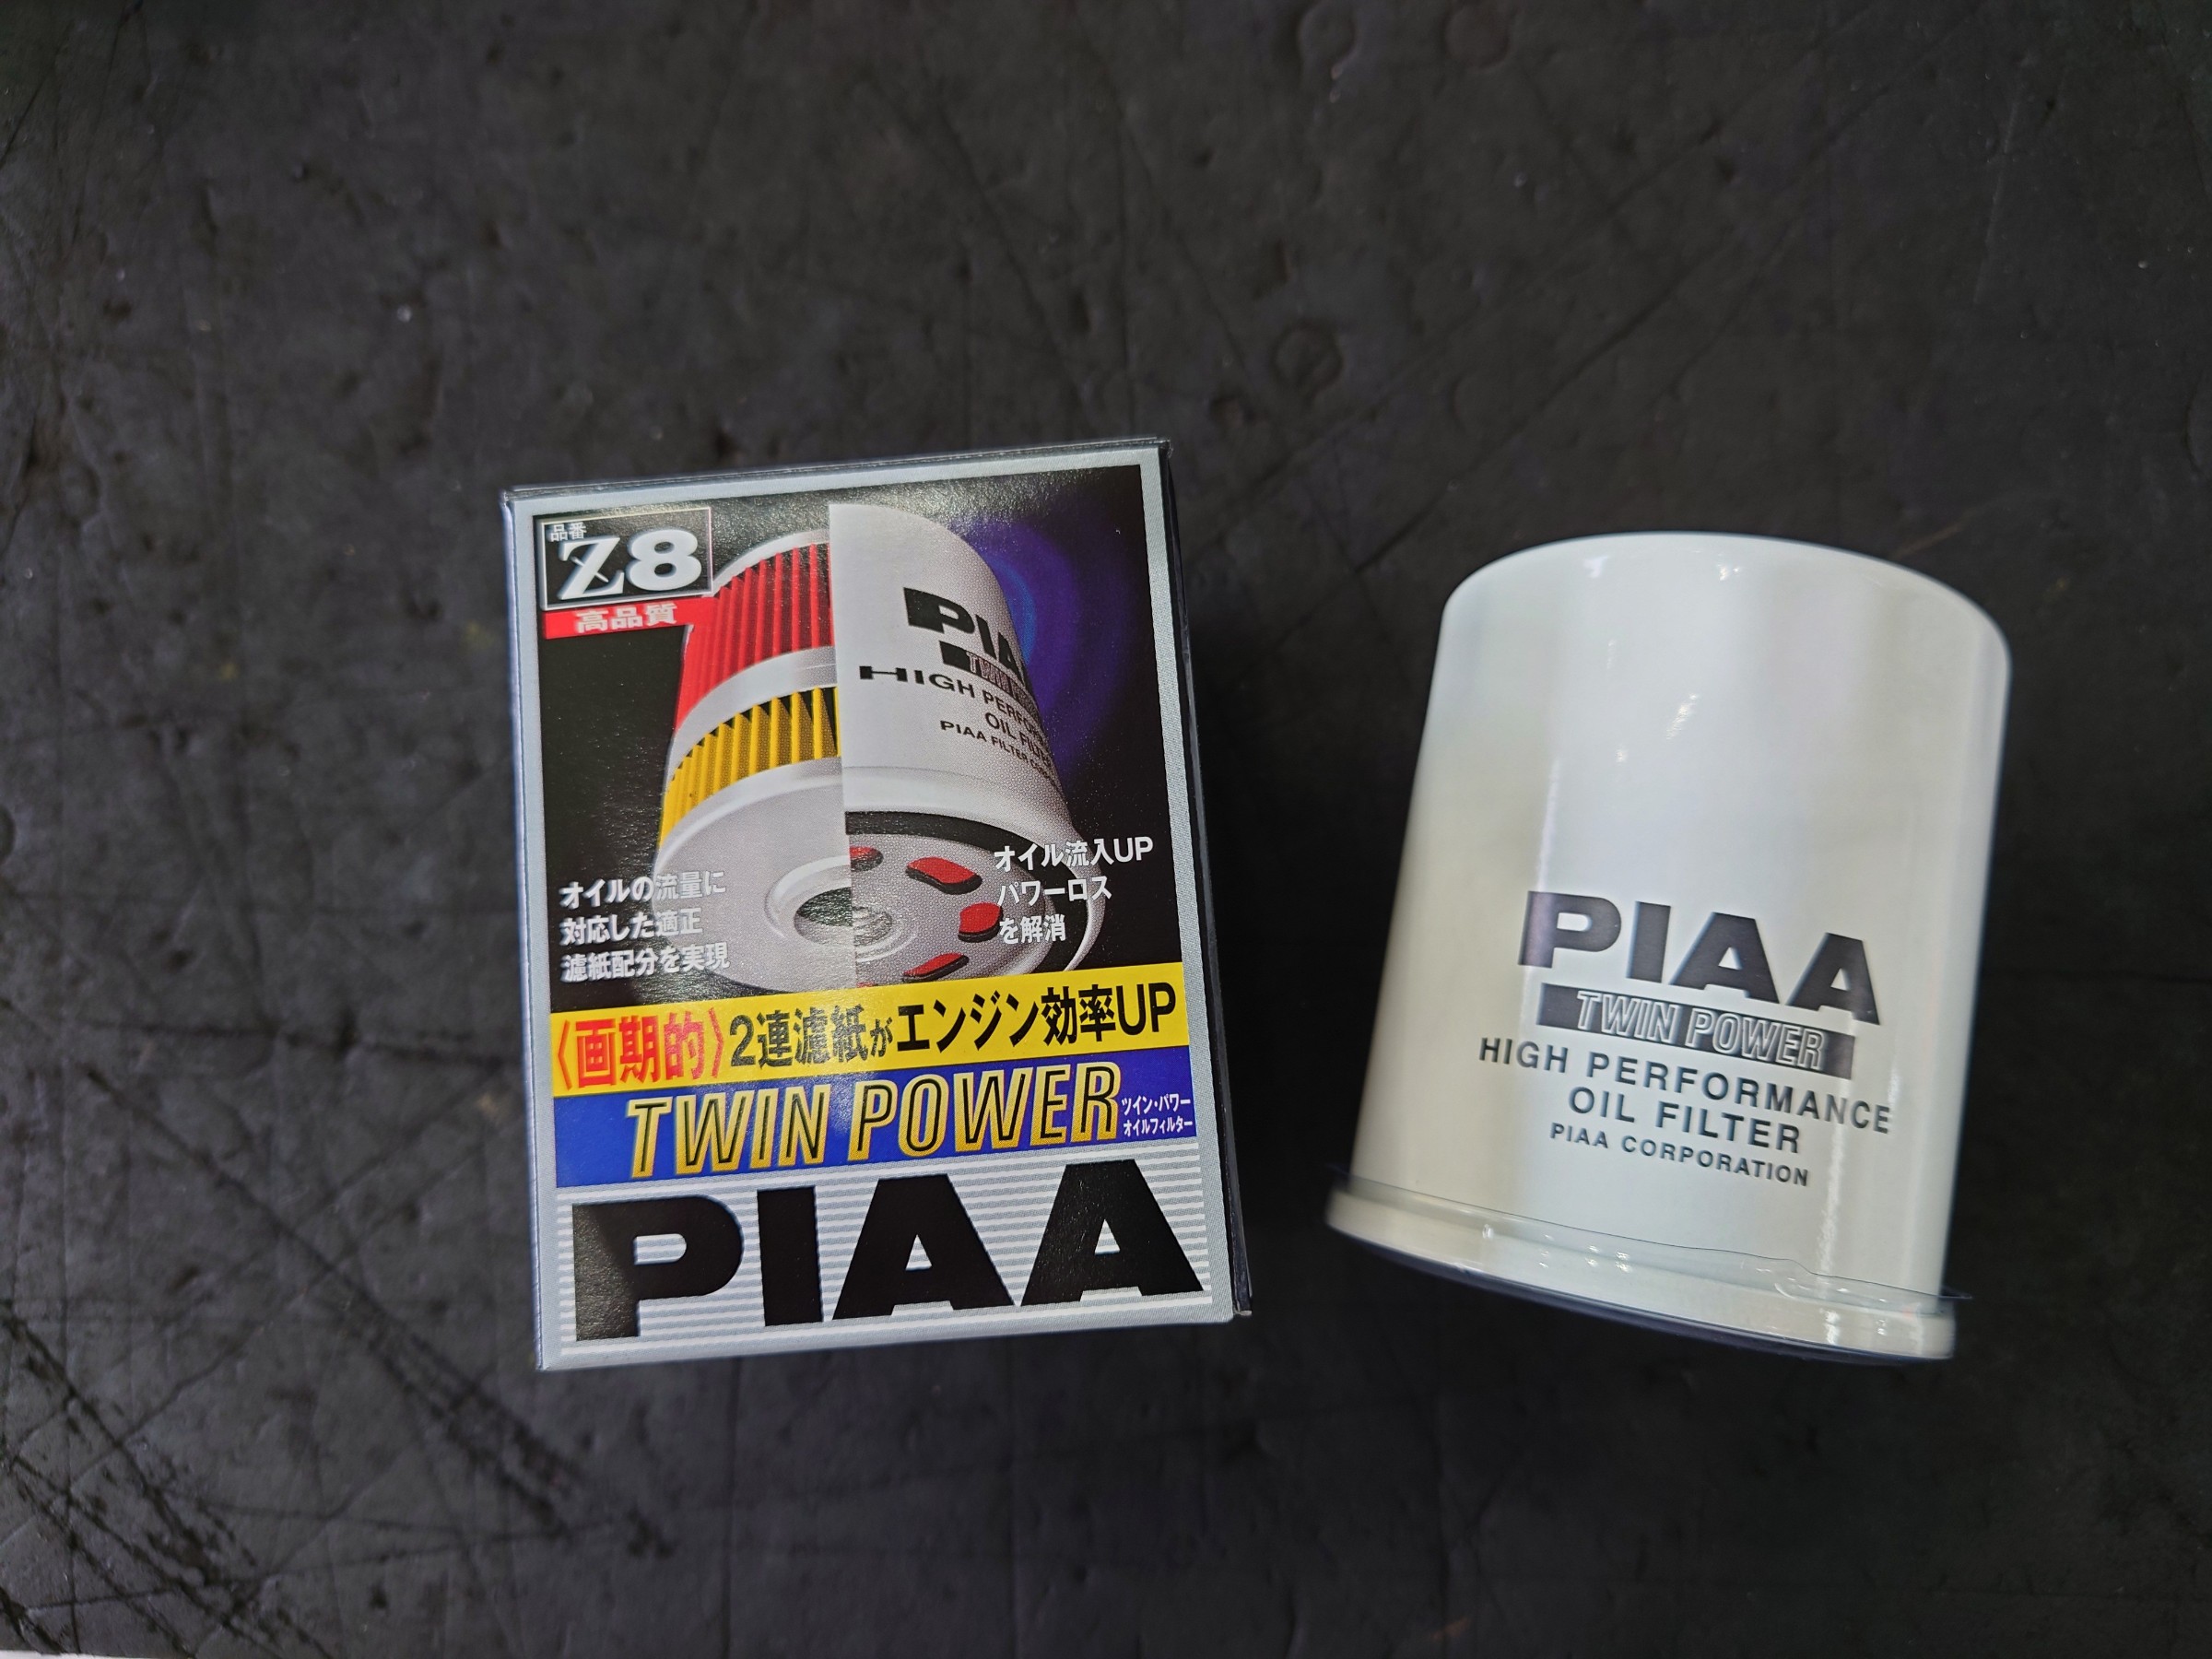 品番
Z8
高品質
PIA
TWIN
HIGH PERFOR
OIL FIL
PIAA FILTER
オイル流入UP
パワーロス
を解消
オイルの流量に
対応した適正
濾紙配分を実現
〈画期的〉2連濾紙がエンジン効率UP
TWIN POWER
ツイン・パワー
オイルフィルター
PIAA
PIAA
TWIN POWER
HIGH PERFORMANCE
OIL FILTER
PIAA CORPORATION